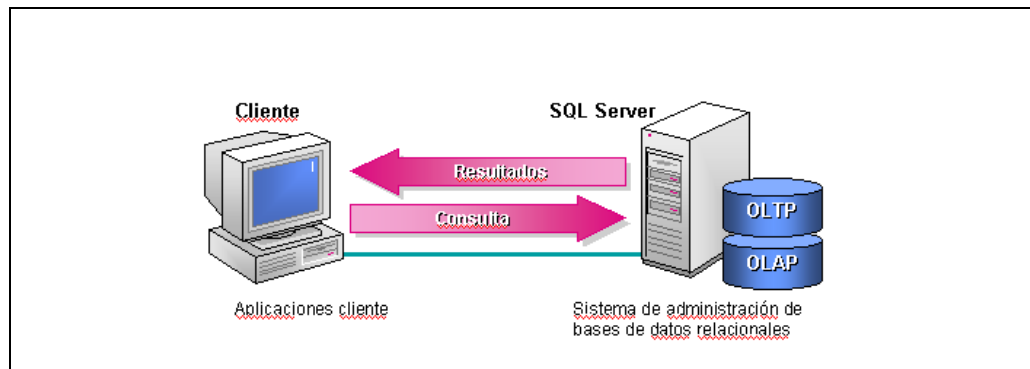 Cliente
SQL Server
Resultados
Consulta
OLTP
OLAP
Aplicaciones cliente
Sistema de administración de
bases de datos relacionales